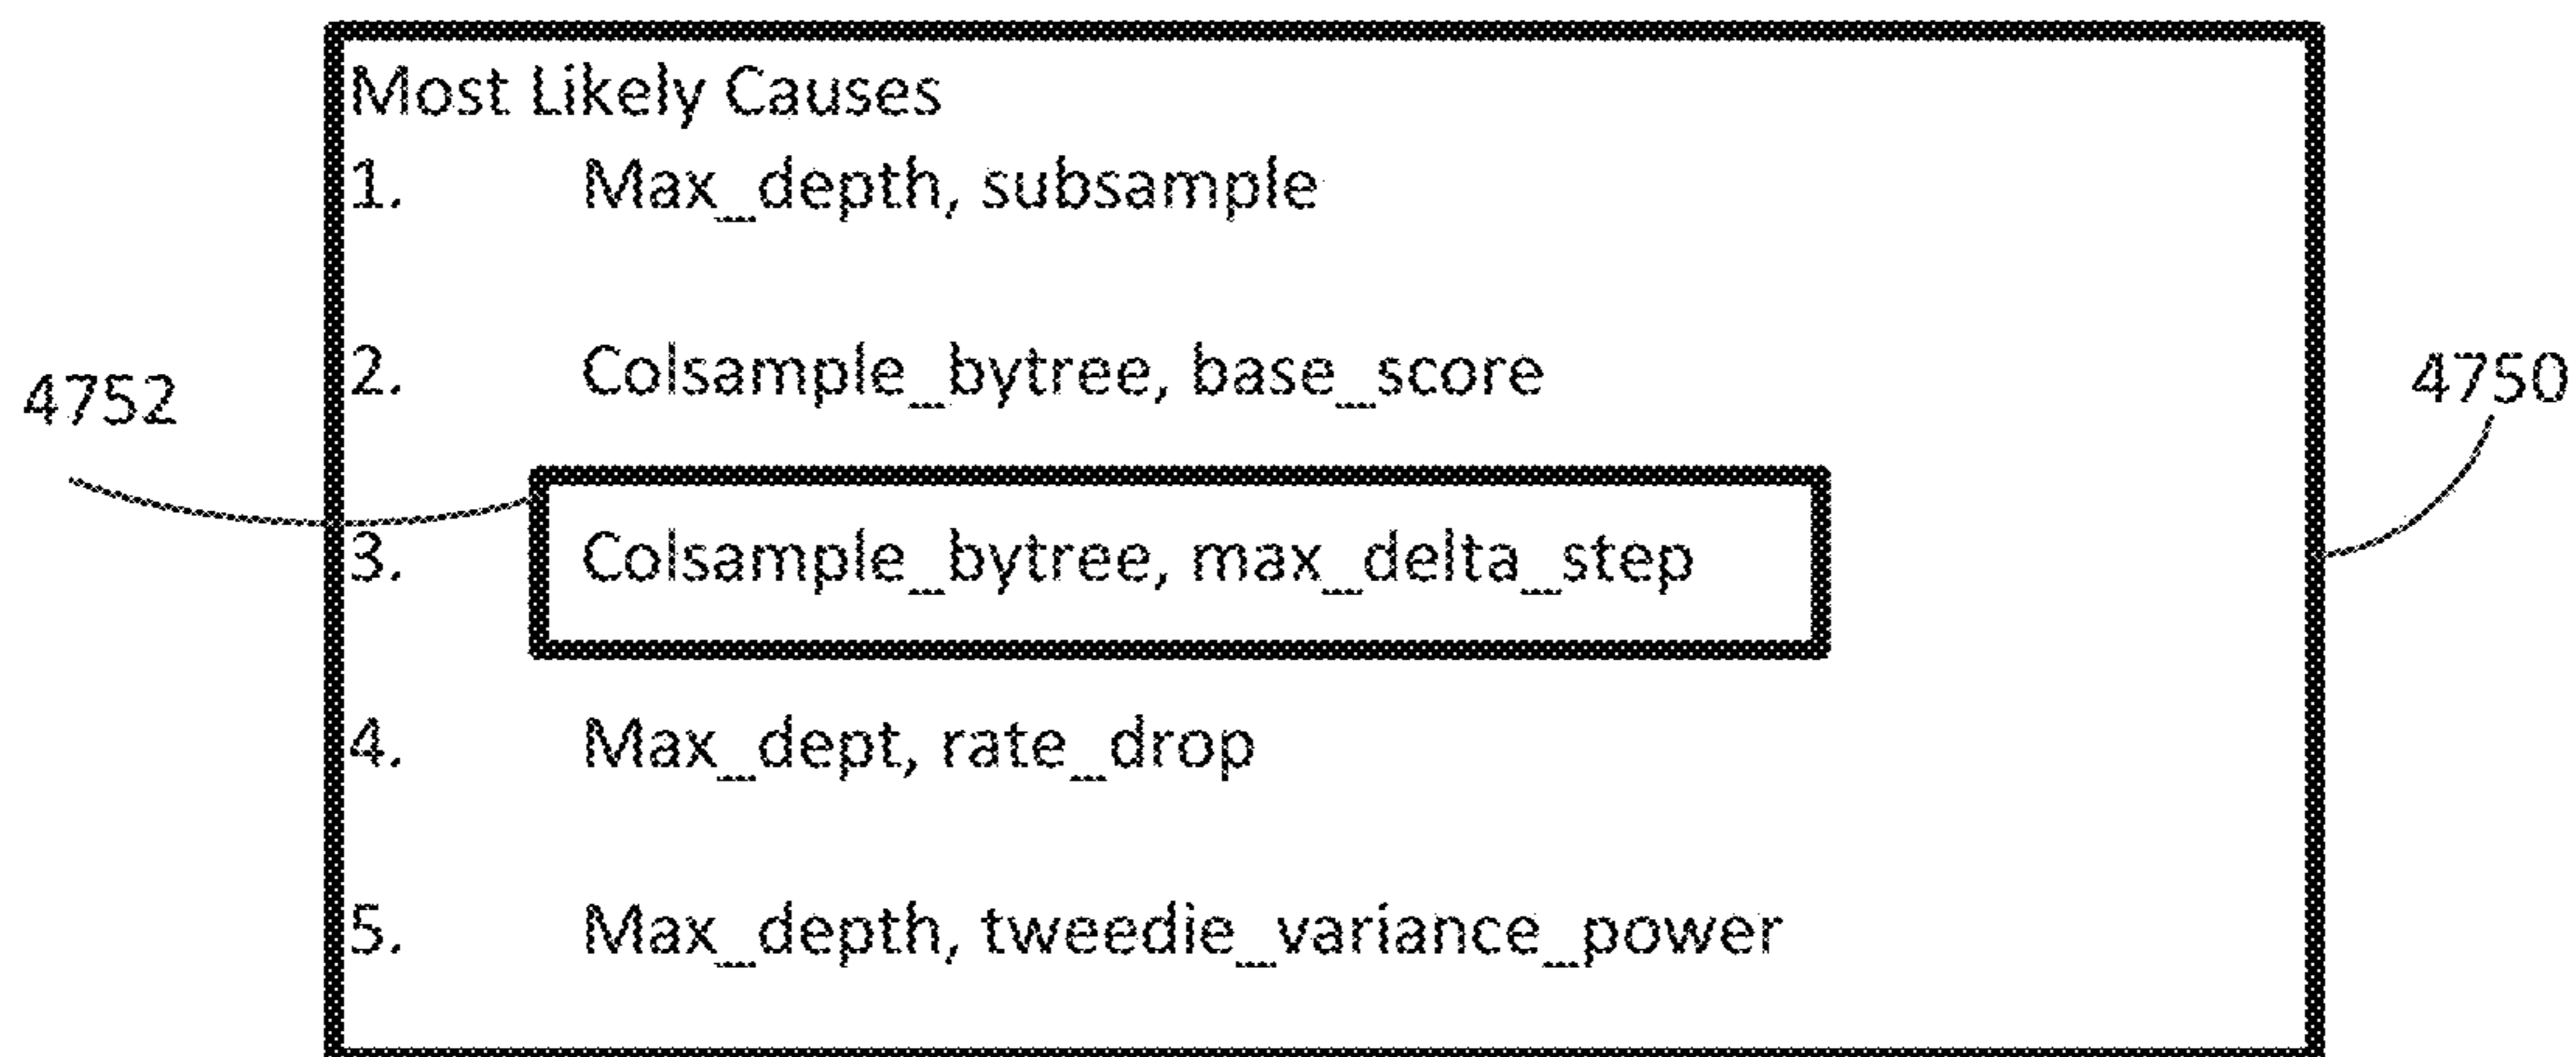 Most Likely Causes
1. Max_depth, subsample
2. Colsample_bytree, base_score
4752
4750
3. Colsample_bytree, max_delta_step
4. Max_dept, rate_drop
5. Max_depth, tweedie_variance_power